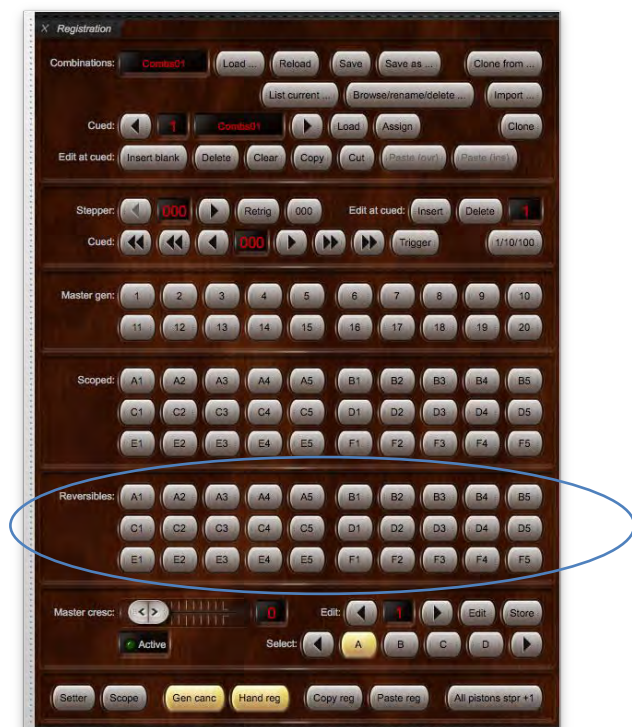 X Registration
Combinations: Combs01 Load ... Reload Save Save as ... Clone from ...
List current ... Browse/rename/delete ... Import ...
Cued: 1 Combs01 Load Assign Clone
Edit at cued: Insert blank Delete Clear Copy Cut Paste (ovr) Paste (ins)
Stepper: 000 Retrig 000 Edit at cued: Insert Delete 1
Cued: 000 Trigger 1/10/100
Master gen: 1 2 3 4 5 6 7 8 9 10
11 12 13 14 15 16 17 18 19 20
Scoped: A1 A2 A3 A4 A5 B1 B2 B3 B4 B5
C1 C2 C3 C4 C5 D1 D2 D3 D4 D5
E1 E2 E3 E4 E5 F1 F2 F3 F4 F5
Reversibles: A1 A2 A3 A4 A5 B1 B2 B3 B4 B5
C1 C2 C3 C4 C5 D1 D2 D3 D4 D5
E1 E2 E3 E4 E5 F1 F2 F3 F4 F5
Master cresc: 0 Edit: 1 Edit Store
Active Select: A B C D
Setter Scope Gen canc Hand reg Copy reg Paste reg All pistons stpr +1